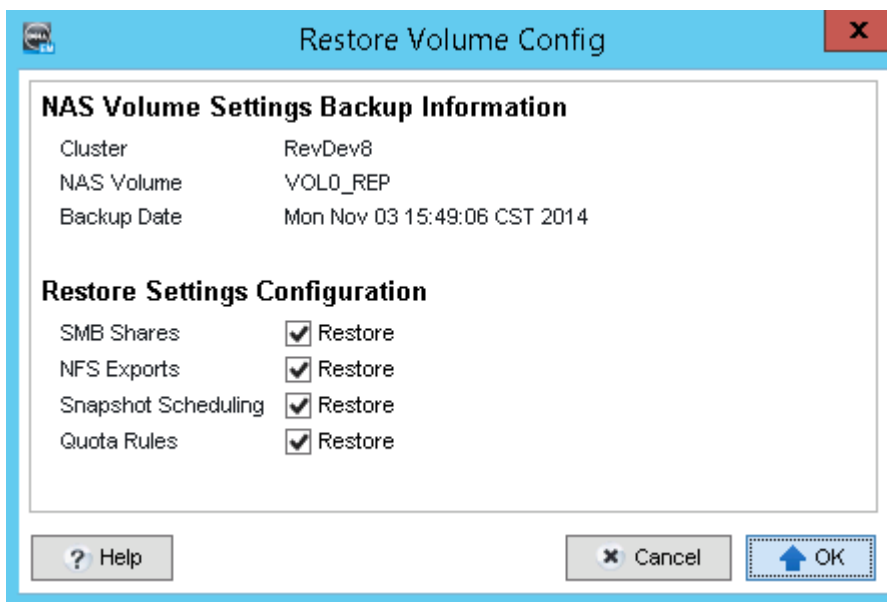 Restore Volume Config
NAS Volume Settings Backup Information
Cluster RevDev8
NAS Volume VOL0_REP
Backup Date Mon Nov 03 15:49:06 CST 2014
Restore Settings Configuration
SMB Shares Restore
NFS Exports Restore
Snapshot Scheduling Restore
Quota Rules Restore
? Help Cancel OK